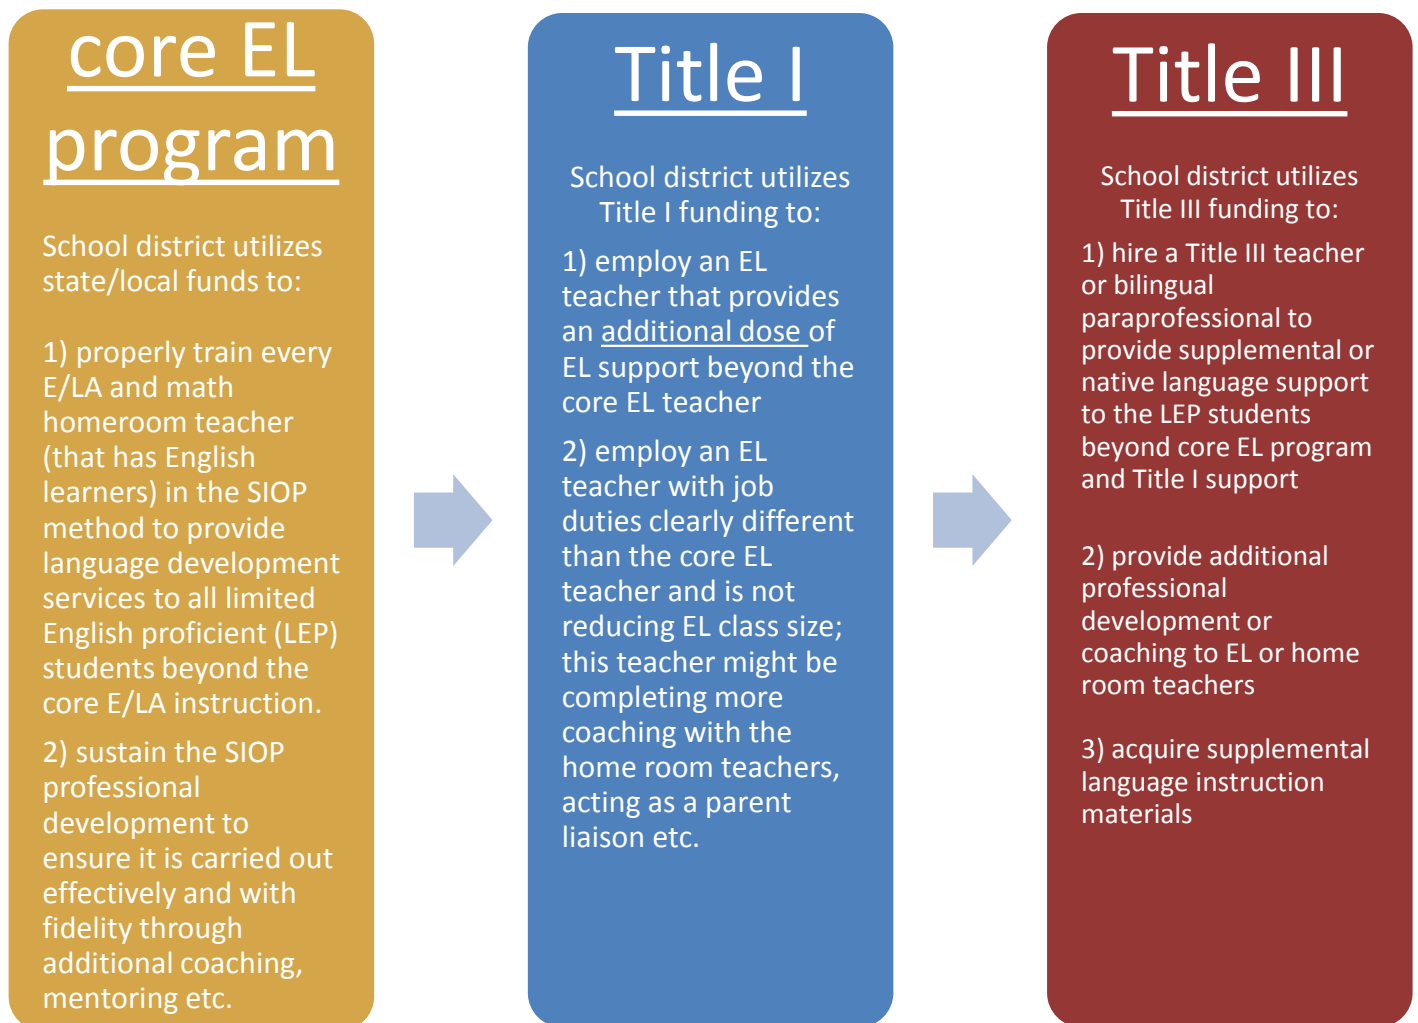 core EL
program
School district utilizes
state/local funds to:
1) properly train every
E/LA and math
homeroom teacher
(that has English
learners) in the SIOP
method to provide
language development
services to all limited
English proficient (LEP)
students beyond the
core E/LA instruction.
2) sustain the SIOP
professional
development to
ensure it is carried out
effectively and with
fidelity through
additional coaching,
mentoring etc.
Title I
School district utilizes
Title I funding to:
1) employ an EL
teacher that provides
an additional dose of
EL support beyond the
core EL teacher
2) employ an EL
teacher with job
duties clearly different
than the core EL
teacher and is not
reducing EL class size;
this teacher might be
completing more
coaching with the
home room teachers,
acting as a parent
liaison etc.
Title III
School district utilizes
Title III funding to:
1) hire a Title III teacher
or bilingual
paraprofessional to
provide supplemental or
native language support
to the LEP students
beyond core EL program
and Title I support
2) provide additional
professional
development or
coaching to EL or home
room teachers
3) acquire supplemental
language instruction
materials